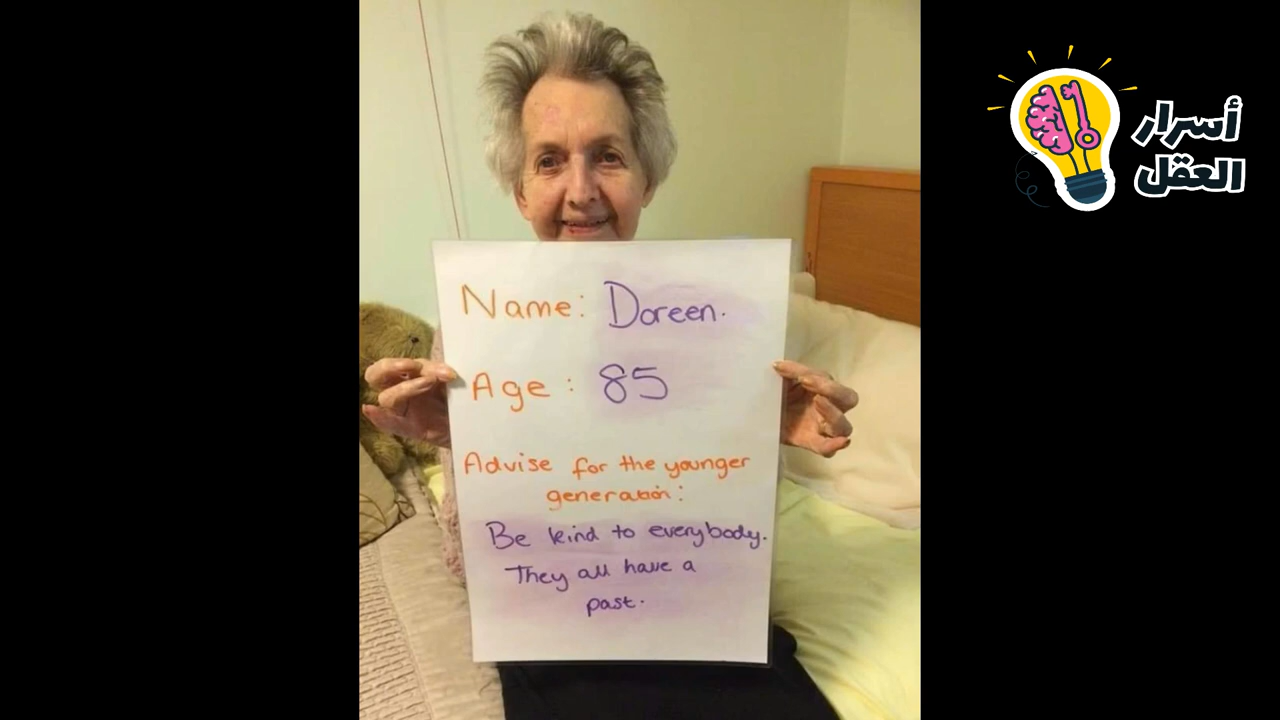 Name: Doreen.
Age: 85
Advise for the younger
generation:
Be kind to everybody.
They all have a
past.
أسرار
العقل